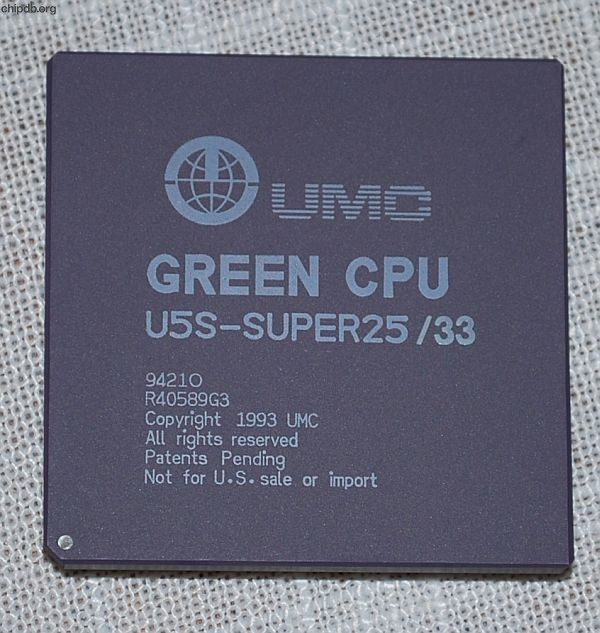 chipdb.org
UMC
GREEN CPU
U5S-SUPER25/33
94210
R40589G3
Copyright 1993 UMC
All rights reserved
Patents Pending
Not for U.S. sale or import